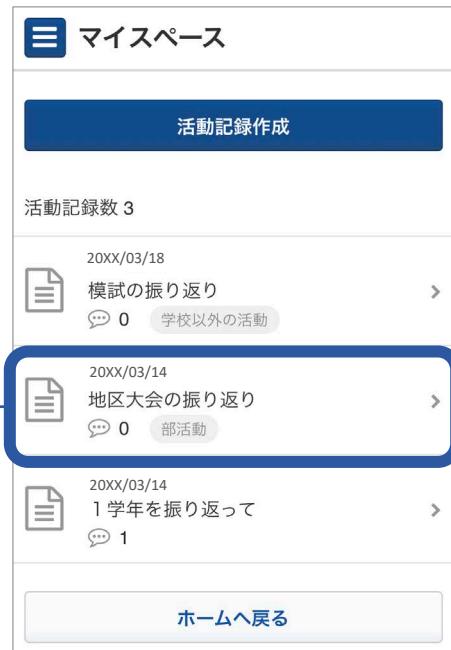 マイスペース
活動記録作成
活動記録数 3
20XX/03/18
模試の振り返り
0 学校以外の活動
20XX/03/14
地区大会の振り返り
0 部活動
20XX/03/14
１学年を振り返って
1
ホームへ戻る